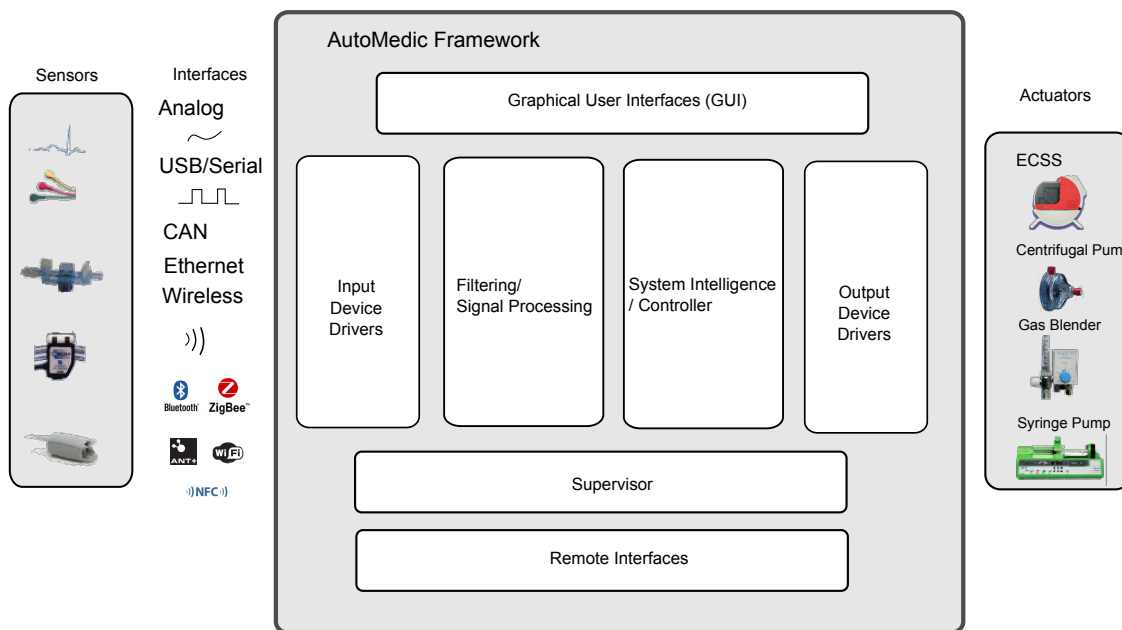 AutoMedic Framework
Sensors
Interfaces
Graphical User Interfaces (GUI)
Actuators
Analog
USB/Serial
CAN
Ethernet
Wireless
Bluetooth
ZigBee™
ANT+
WiFi
NFC
Input
Device
Drivers
Filtering/
Signal Processing
System Intelligence
/ Controller
Output
Device
Drivers
Supervisor
Remote Interfaces
ECSS
Centrifugal Pum
Gas Blender
Syringe Pump